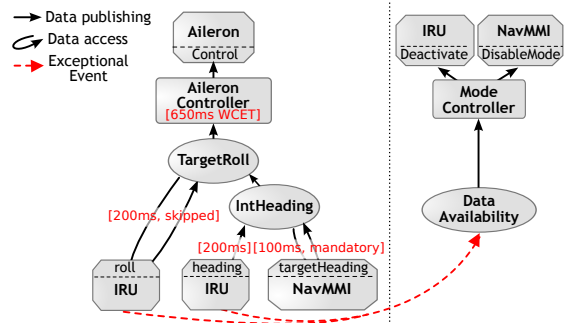 Data publishing
Data access
Exceptional
Event
Aileron
Control
Aileron
Controller
[650ms WCET]
TargetRoll
IntHeading
[200ms, skipped]
[200ms]
[100ms, mandatory]
roll
IRU
heading
IRU
targetHeading
NavMMI
IRU
Deactivate
NavMMI
DisableMode
Mode
Controller
Data
Availability